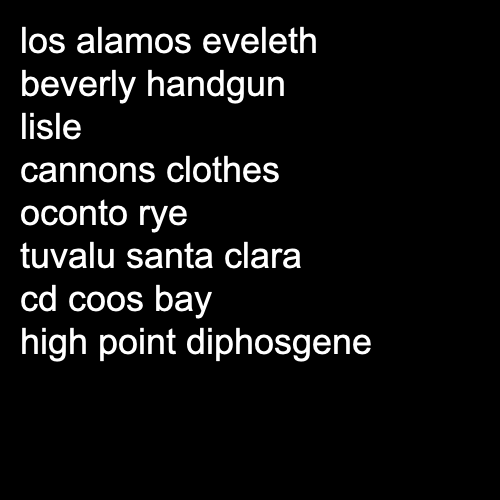 los alamos eveleth
beverly handgun
lisle
cannons clothes
oconto rye
tuvalu santa clara
cd coos bay
high point diphosgene